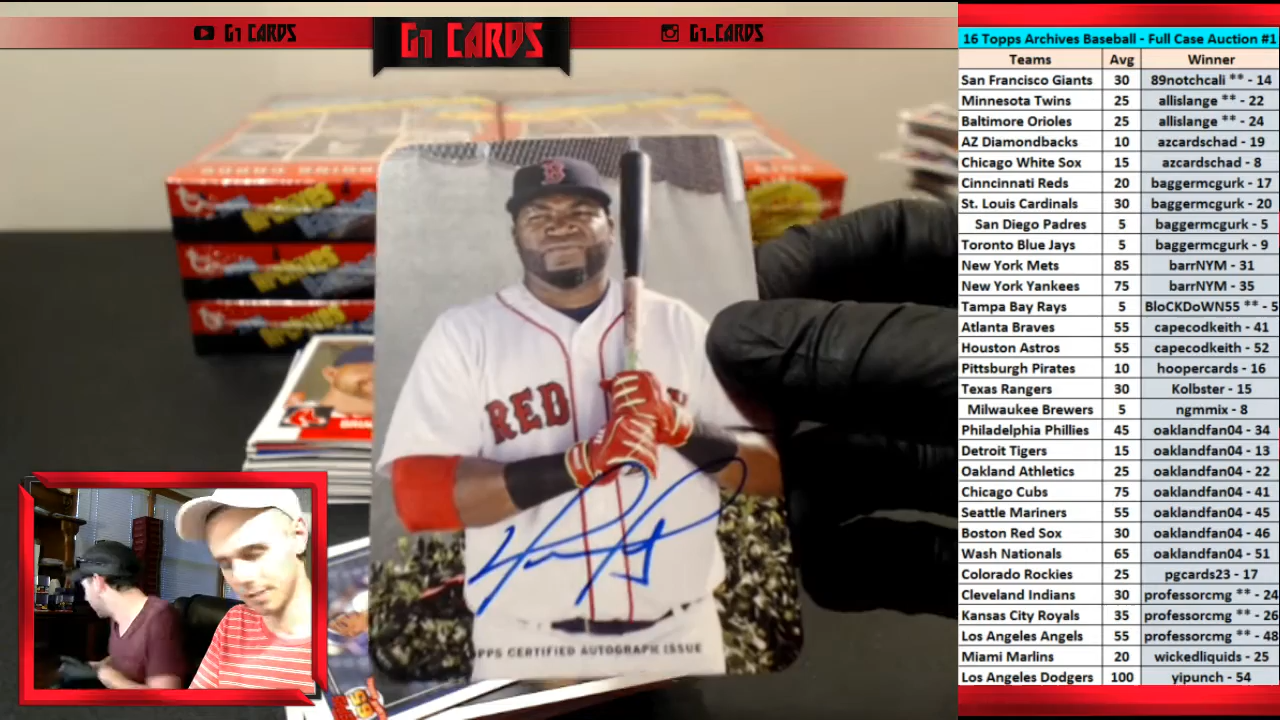 G1 CARDS
G1 CARDS
G1_CARDS
16 Topps Archives Baseball - Full Case Auction #1
Teams Avg Winner
San Francisco Giants 30 89notchcali ** - 14
Minnesota Twins 25 allislange ** - 22
Baltimore Orioles 25 allislange ** - 24
AZ Diamondbacks 10 azcardschad - 19
Chicago White Sox 15 azcardschad - 8
Cinncinnati Reds 20 baggermcgurk - 17
St. Louis Cardinals 30 baggermcgurk - 20
San Diego Padres 5 baggermcgurk - 5
Toronto Blue Jays 5 baggermcgurk - 9
New York Mets 85 barrNYM - 31
New York Yankees 75 barrNYM - 35
Tampa Bay Rays 5 BloCKDoWN55 ** - 5
Atlanta Braves 55 capecodkeith - 41
Houston Astros 55 capecodkeith - 52
Pittsburgh Pirates 10 hoopercards - 16
Texas Rangers 30 Kolbster - 15
Milwaukee Brewers 5 ngmmix - 8
Philadelphia Phillies 45 oaklandfan04 - 34
Detroit Tigers 15 oaklandfan04 - 13
Oakland Athletics 25 oaklandfan04 - 22
Chicago Cubs 75 oaklandfan04 - 41
Seattle Mariners 55 oaklandfan04 - 45
Boston Red Sox 30 oaklandfan04 - 46
Wash Nationals 65 oaklandfan04 - 51
Colorado Rockies 25 pgcards23 - 17
Cleveland Indians 30 professorcmg ** - 24
Kansas City Royals 35 professorcmg ** - 26
Los Angeles Angels 55 professorcmg ** - 48
Miami Marlins 20 wickedliquids - 25
Los Angeles Dodgers 100 yipunch - 54
B
RED
PPS CERTIFIED AUTOGRAPH ISSUE